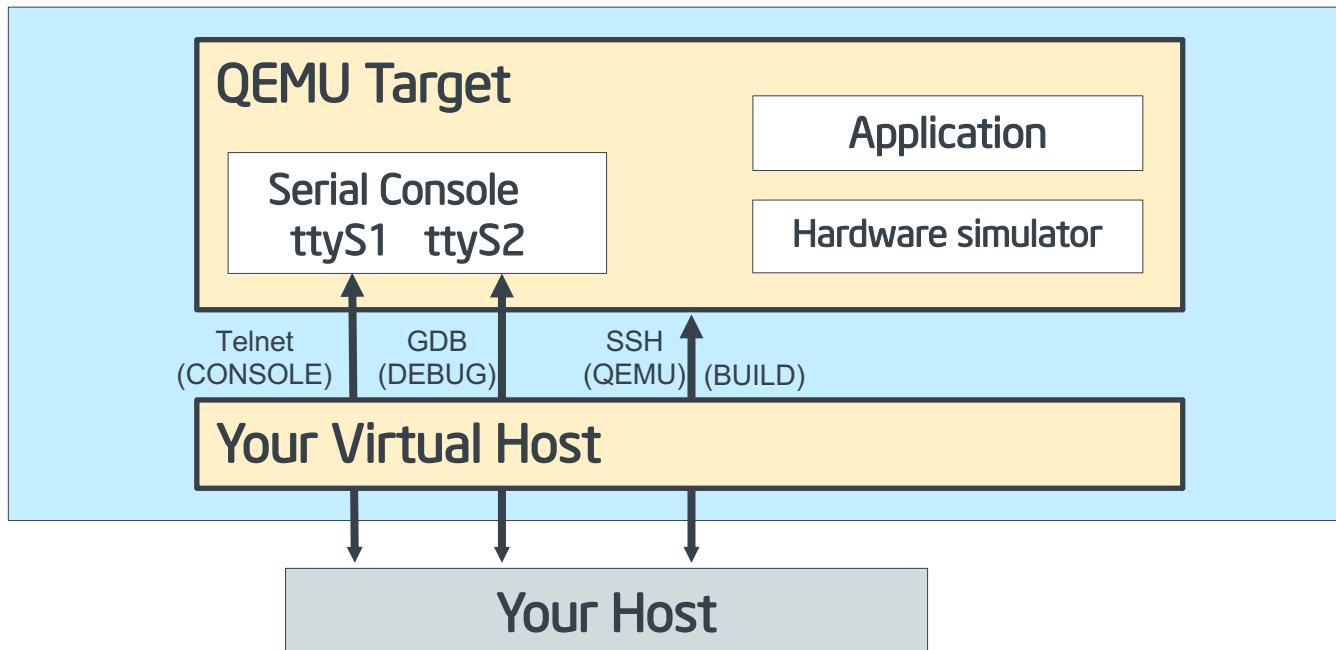 QEMU Target
Application
Serial Console
ttyS1 ttyS2
Hardware simulator
Telnet
(CONSOLE)
GDB
(DEBUG)
SSH
(QEMU)
(BUILD)
Your Virtual Host
Your Host